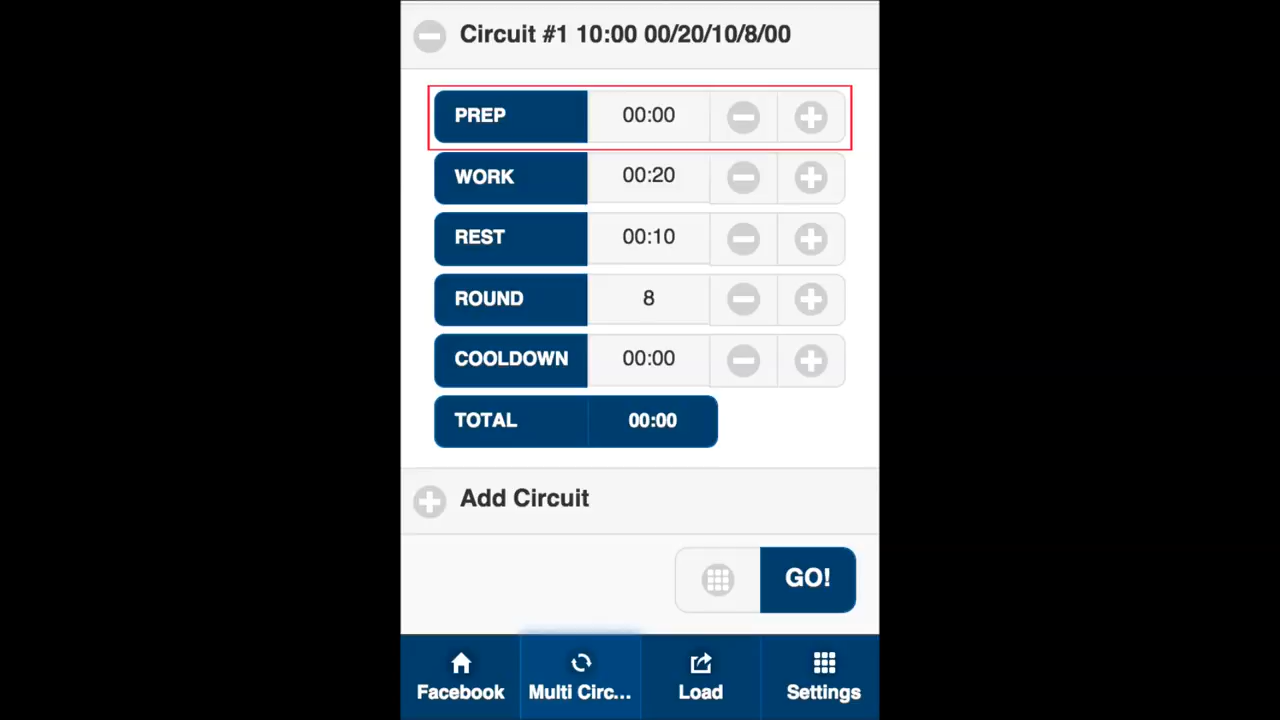 Circuit #1 10:00 00/20/10/8/00
PREP 00:00
WORK 00:20
REST 00:10
ROUND 8
COOLDOWN 00:00
TOTAL 00:00
Add Circuit
GO!
Facebook Multi Circ... Load Settings